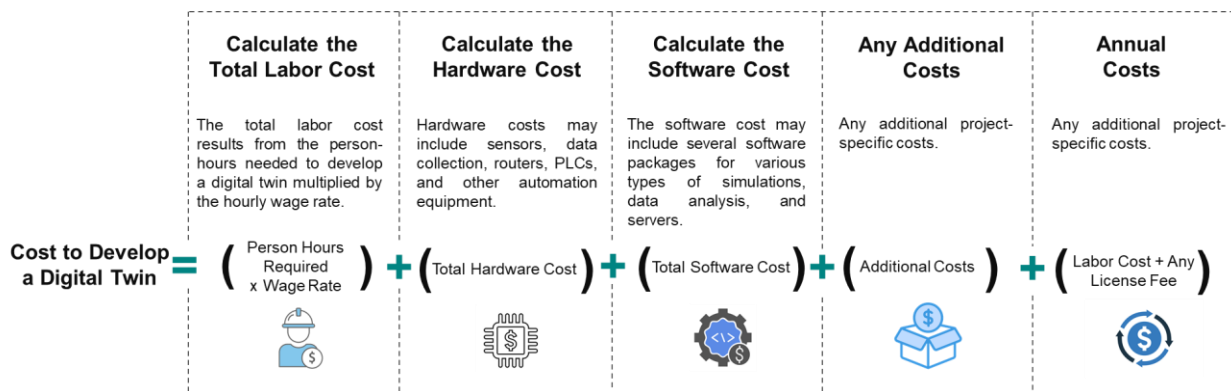 Calculate the
Total Labor Cost
The total labor cost
results from the person-
hours needed to develop
a digital twin multiplied by
the hourly wage rate.
Calculate the
Hardware Cost
Hardware costs may
include sensors, data
collection, routers, PLCs,
and other automation
equipment.
Calculate the
Software Cost
The software cost may
include several software
packages for various
types of simulations,
data analysis, and
servers.
Any Additional
Costs
Any additional project-
specific costs.
Annual
Costs
Any additional project-
specific costs.
Cost to Develop
a Digital Twin
=
(Person Hours
Required
x Wage Rate)
+
(Total Hardware Cost)
+
(Total Software Cost)
+
(Additional Costs)
+
(Labor Cost + Any
License Fee)
$
$
<\>
$
$
$